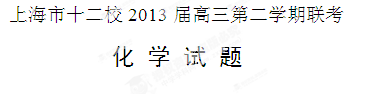 上海市十二校 2013 届高三第二学期联考
化 学 试 题